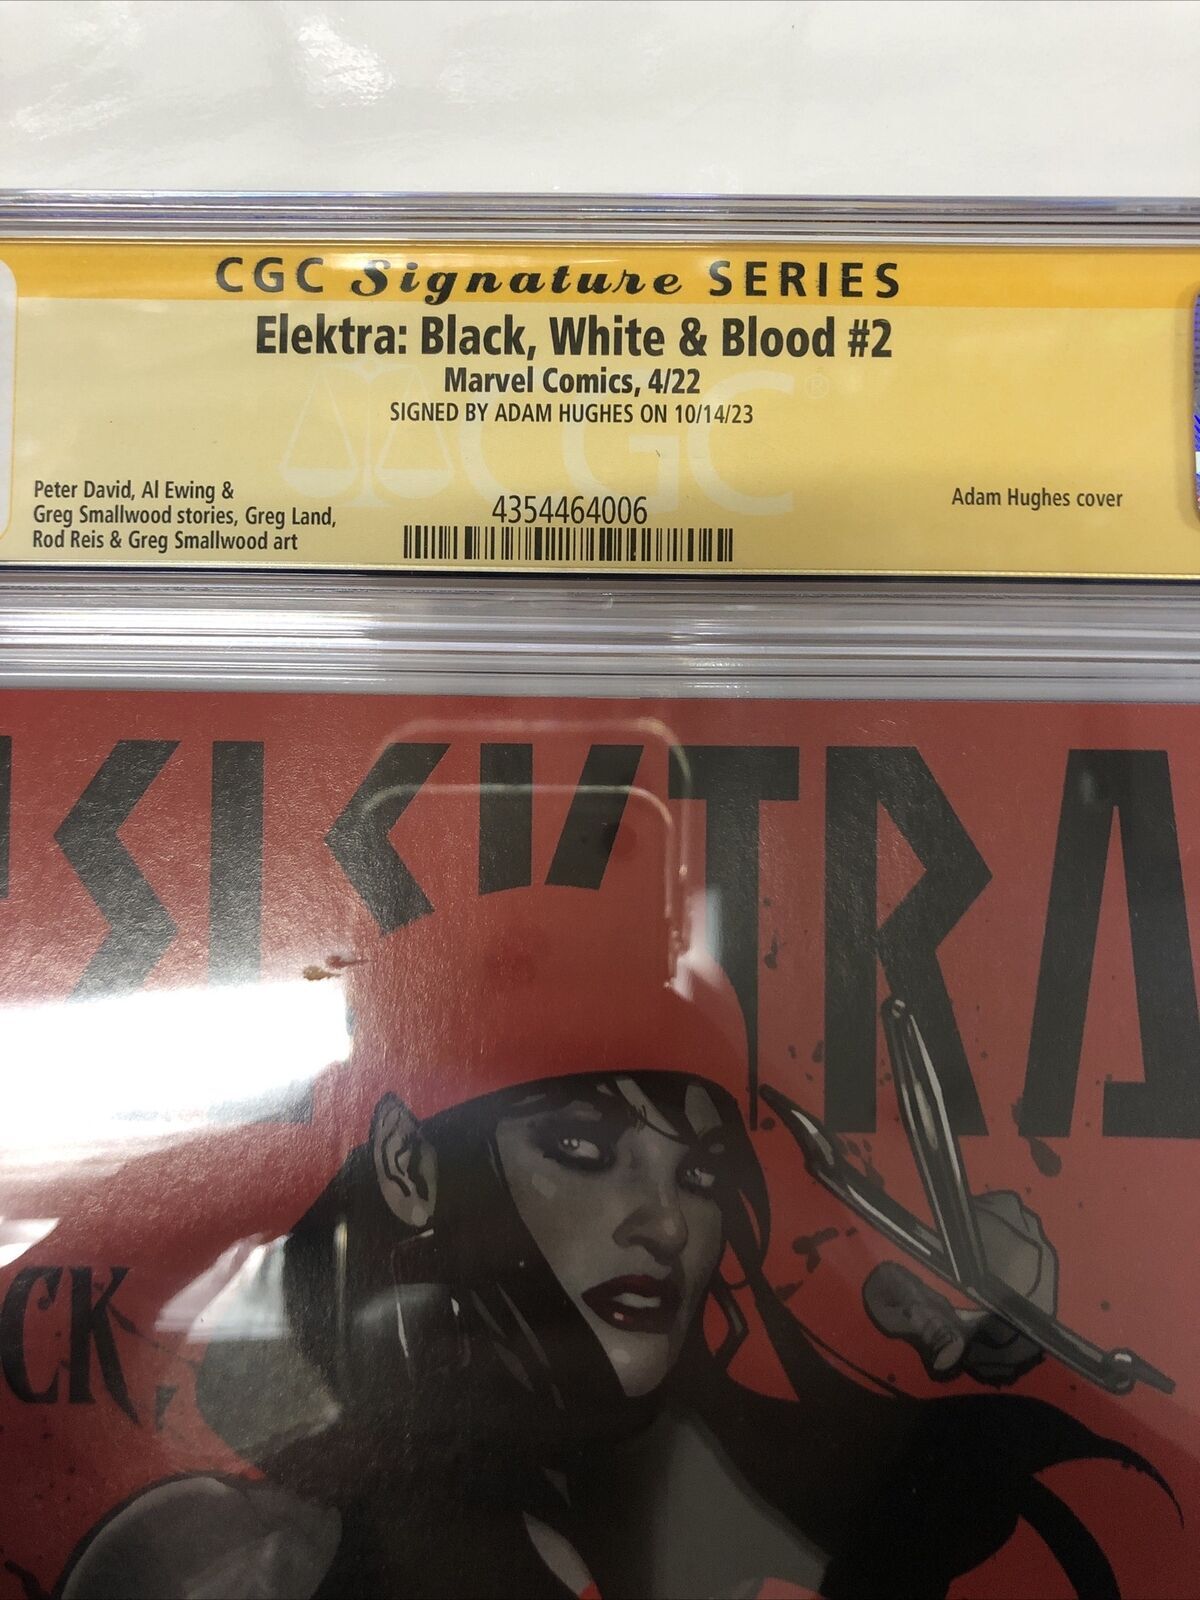 CGC Signature SERIES
Elektra: Black, White & Blood #2
Marvel Comics, 4/22
SIGNED BY ADAM HUGHES ON 10/14/23
Peter David, Al Ewing &
Greg Smallwood stories, Greg Land,
Rod Reis & Greg Smallwood art
4354464006
Adam Hughes cover
CGC
ELEKTRA
CK,